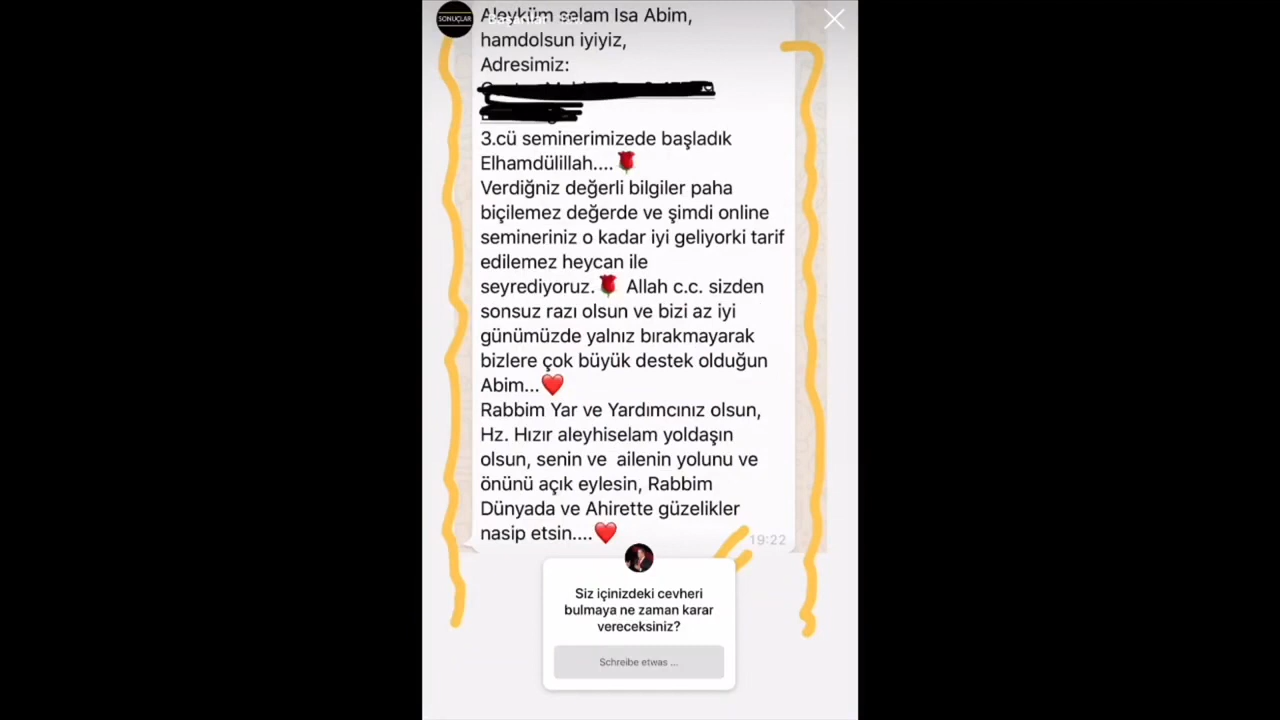 SONUÇLAR
Aleyküm selam Isa Abim,
hamdolsun iyiyiz,
Adresimiz:
3.cü seminerimizede başladık
Elhamdülillah....🌹
Verdiğniz değerli bilgiler paha
biçilemez değerde ve şimdi online
semineriniz o kadar iyi geliyorki tarif
edilemez heycan ile
seyrediyoruz.🌹 Allah c.c. sizden
sonsuz razı olsun ve bizi az iyi
günümüzde yalnız bırakmayarak
bizlere çok büyük destek olduğun
Abim...❤️
Rabbim Yar ve Yardımcınız olsun,
Hz. Hızır aleyhiselam yoldaşın
olsun, senin ve  ailenin yolunu ve
önünü açık eylesin, Rabbim
Dünyada ve Ahirette güzelikler
nasip etsin....❤️
19:22
Siz içinizdeki cevheri
bulmaya ne zaman karar
vereceksiniz?
Schreibe etwas ...